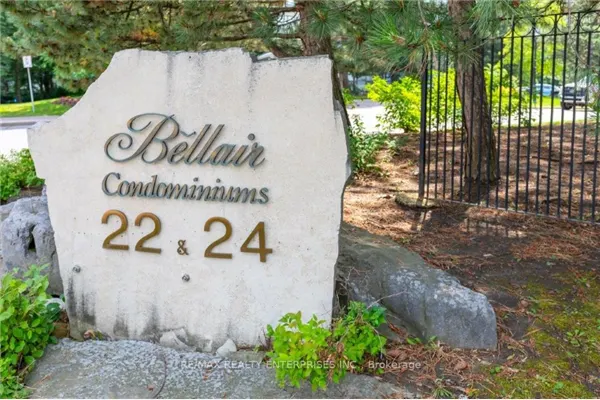 Bellair
Condominiums
22 & 24
RE/MAX REALTY ENTERPRISES INC., Brokerage